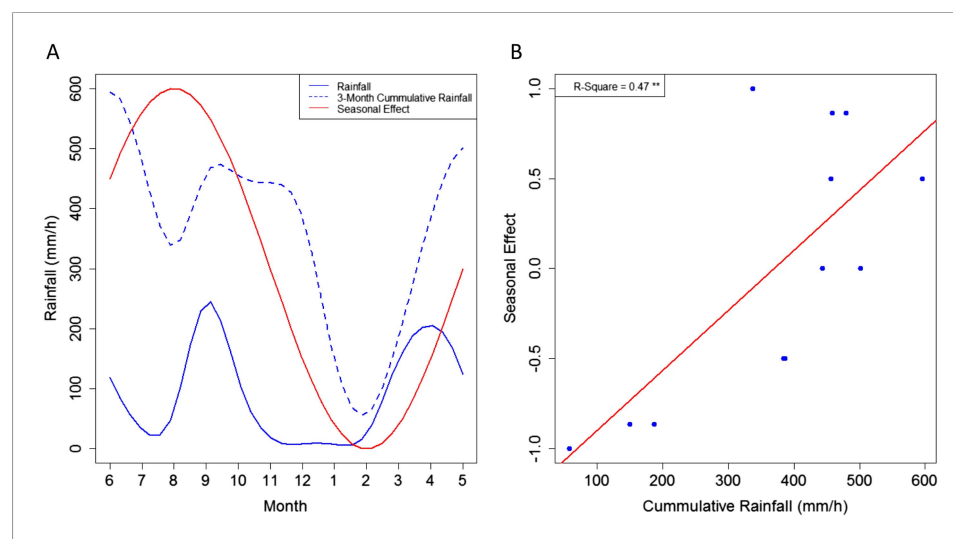 A
Rainfall
3-Month Cummulative Rainfall
Seasonal Effect
Rainfall (mm/h)
600
500
400
300
200
100
0
6 7 8 9 10 11 12 1 2 3 4 5
Month
B
R-Square = 0.47 **
Seasonal Effect
1.0
0.5
0.0
-0.5
-1.0
100 200 300 400 500 600
Cummulative Rainfall (mm/h)